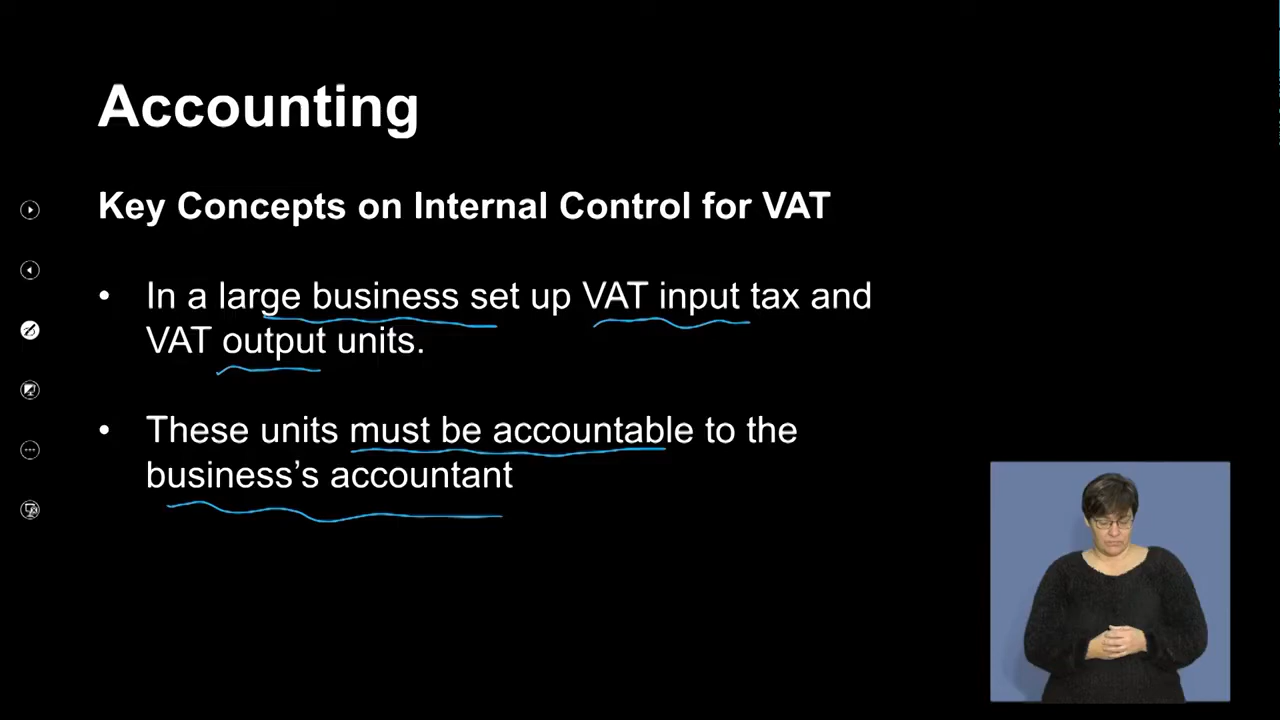 Accounting
Key Concepts on Internal Control for VAT
• In a large business set up VAT input tax and
VAT output units.
• These units must be accountable to the
business’s accountant